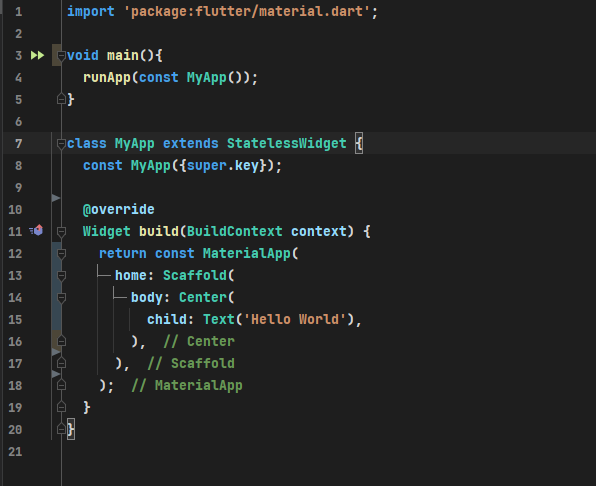 1 import 'package:flutter/material.dart';
2
3 void main(){
4   runApp(const MyApp());
5 }
6
7 class MyApp extends StatelessWidget {
8   const MyApp({super.key});
9
10   @override
11   Widget build(BuildContext context) {
12     return const MaterialApp(
13       home: Scaffold(
14         body: Center(
15           child: Text('Hello World'),
16         ),  // Center
17       ),  // Scaffold
18     );  // MaterialApp
19   }
20 }
21